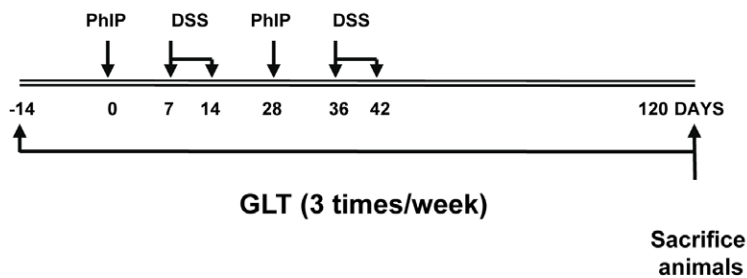 PhIP DSS PhIP DSS
-14 0 7 14 28 36 42 120 DAYS
GLT (3 times/week)
Sacrifice
animals